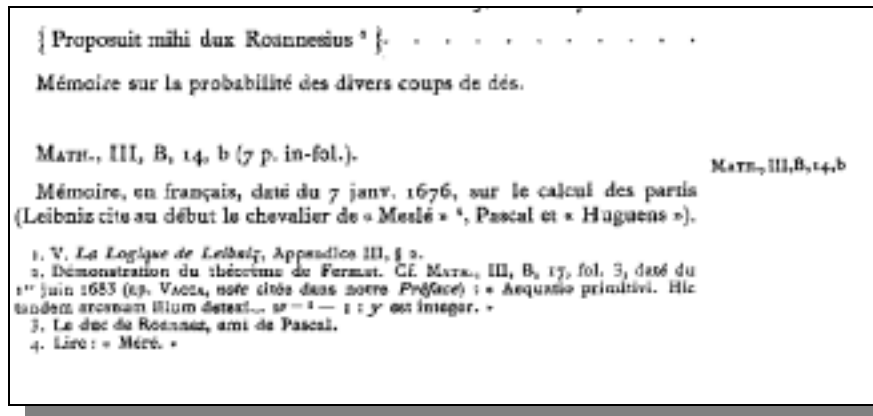 { Proposuit mihi dux Roannesius ³ }. . . . . . . . . . . .
Mémoire sur la probabilité des divers coups de dés.
MATH., III, B, 14, b (7 p. in-fol.).
MATH., III, B, 14, b
Mémoire, en français, daté du 7 janv. 1676, sur le calcul des partis
(Leibniz cite au début le chevalier de « Meslé » ⁴, Pascal et « Huguens »).
1. V. La Logique de Leibniz, Appendice III, § 2.
2. Démonstration du théorème de Fermat. Cf. MATH., III, B, 17, fol. 3, daté du
1er juin 1683 (ap. VACCA, note citée dans notre Préface) : « Aequatio primitivi. Hic
tandem arcanum illum detexi... — 1 : y est integer. »
3. Le duc de Roannez, ami de Pascal.
4. Lire : « Méré. »